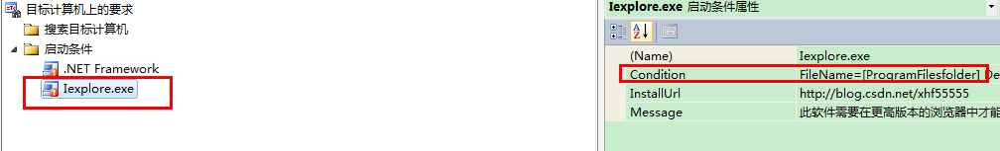 目标计算机上的要求
搜索目标计算机
启动条件
.NET Framework
Iexplore.exe
Iexplore.exe 启动条件属性
(Name) Iexplore.exe
Condition FileName=[ProgramFilesfolder] De
InstallUrl http://blog.csdn.net/xhf55555
Message 此软件需要在更高版本的浏览器中才能